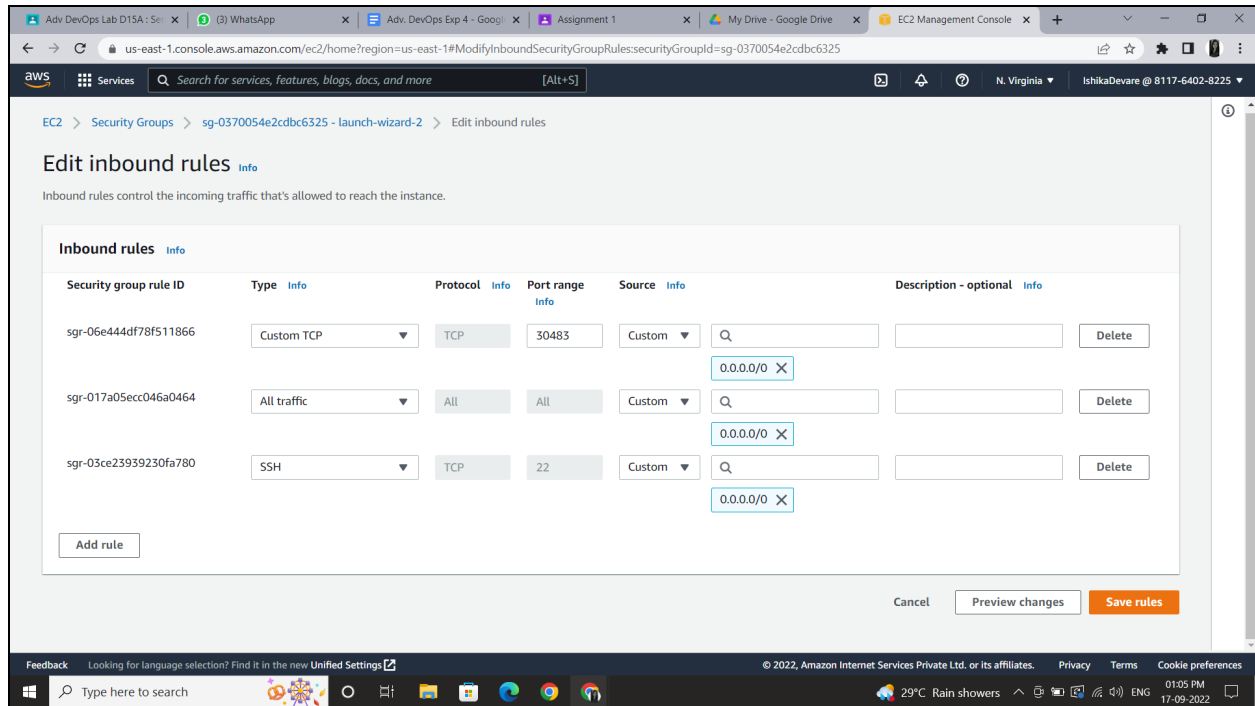 Adv DevOps Lab D15A : Se
(3) WhatsApp
Adv. DevOps Exp 4 - Googl
Assignment 1
My Drive - Google Drive
EC2 Management Console
us-east-1.console.aws.amazon.com/ec2/home?region=us-east-1#ModifyInboundSecurityGroupRules:securityGroupId=sg-0370054e2cdbc6325
aws Services Search for services, features, blogs, docs, and more [Alt+S] N. Virginia IshikaDevare @ 8117-6402-8225
EC2 > Security Groups > sg-0370054e2cdbc6325 - launch-wizard-2 > Edit inbound rules
Edit inbound rules Info
Inbound rules control the incoming traffic that's allowed to reach the instance.
Inbound rules Info
Security group rule ID Type Info Protocol Info Port range Info Source Info Description - optional Info
sgr-06e444df78f511866 Custom TCP TCP 30483 Custom Delete
0.0.0.0/0
sgr-017a05ecc046a0464 All traffic All All Custom Delete
0.0.0.0/0
sgr-03ce23939230fa780 SSH TCP 22 Custom Delete
0.0.0.0/0
Add rule
Cancel Preview changes Save rules
Feedback Looking for language selection? Find it in the new Unified Settings © 2022, Amazon Internet Services Private Ltd. or its affiliates. Privacy Terms Cookie preferences
Type here to search 29°C Rain showers ENG 01:05 PM
17-09-2022